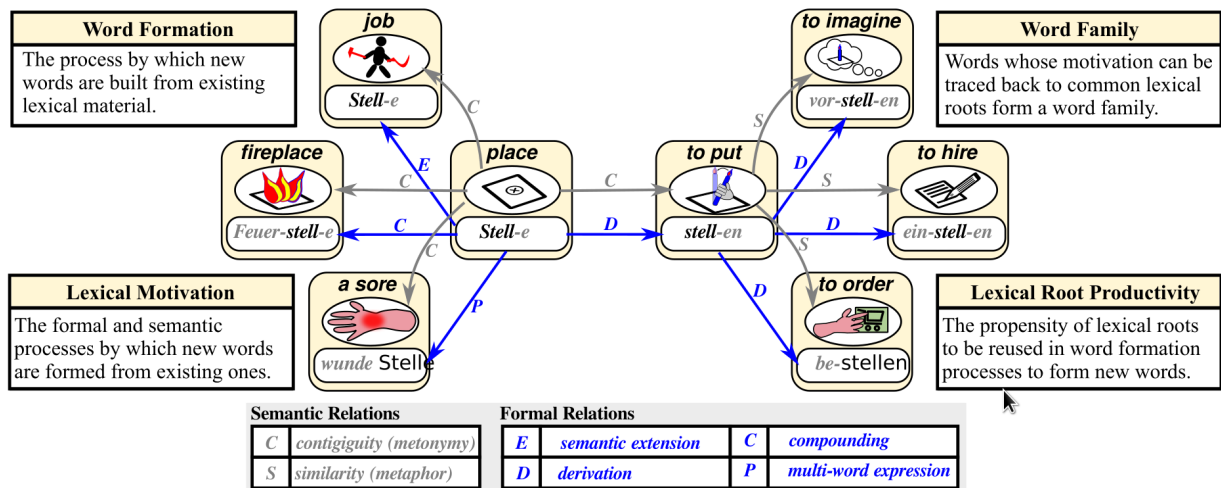 Word Formation
The process by which new
words are built from existing
lexical material.
job
Stell-e
to imagine
vor-stell-en
Word Family
Words whose motivation can be
traced back to common lexical
roots form a word family.
C
S
E
D
fireplace
Feuer-stell-e
place
Stell-e
to put
stell-en
to hire
ein-stell-en
C
C
S
C
D
D
C
S
P
D
Lexical Motivation
The formal and semantic
processes by which new words
are formed from existing ones.
a sore
wunde Stelle
to order
be-stellen
Lexical Root Productivity
The propensity of lexical roots
to be reused in word formation
processes to form new words.
Semantic Relations
C contigiguity (metonymy)
S similarity (metaphor)
Formal Relations
E semantic extension C compounding
D derivation P multi-word expression